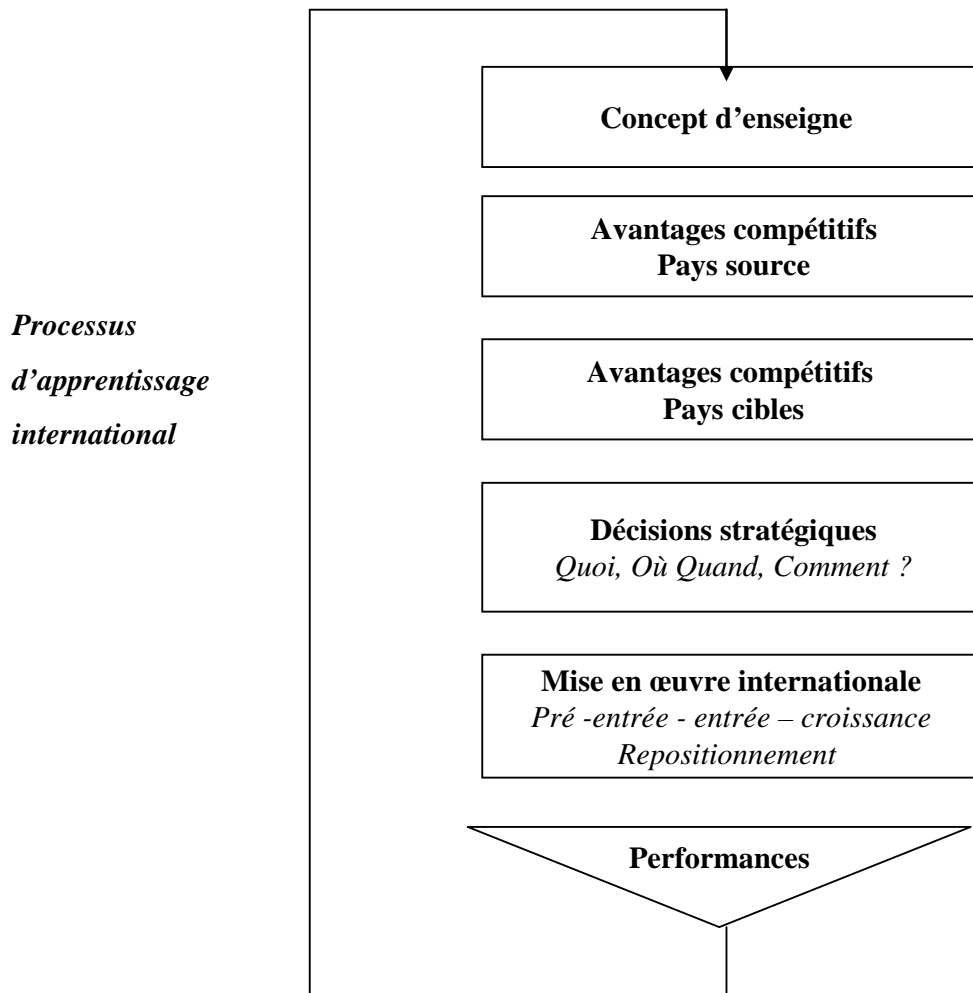 Concept d’enseigne
Avantages compétitifs
Pays source
Processus
d’apprentissage
international
Avantages compétitifs
Pays cibles
Décisions stratégiques
Quoi, Où Quand, Comment ?
Mise en œuvre internationale
Pré -entrée - entrée – croissance
Repositionnement
Performances